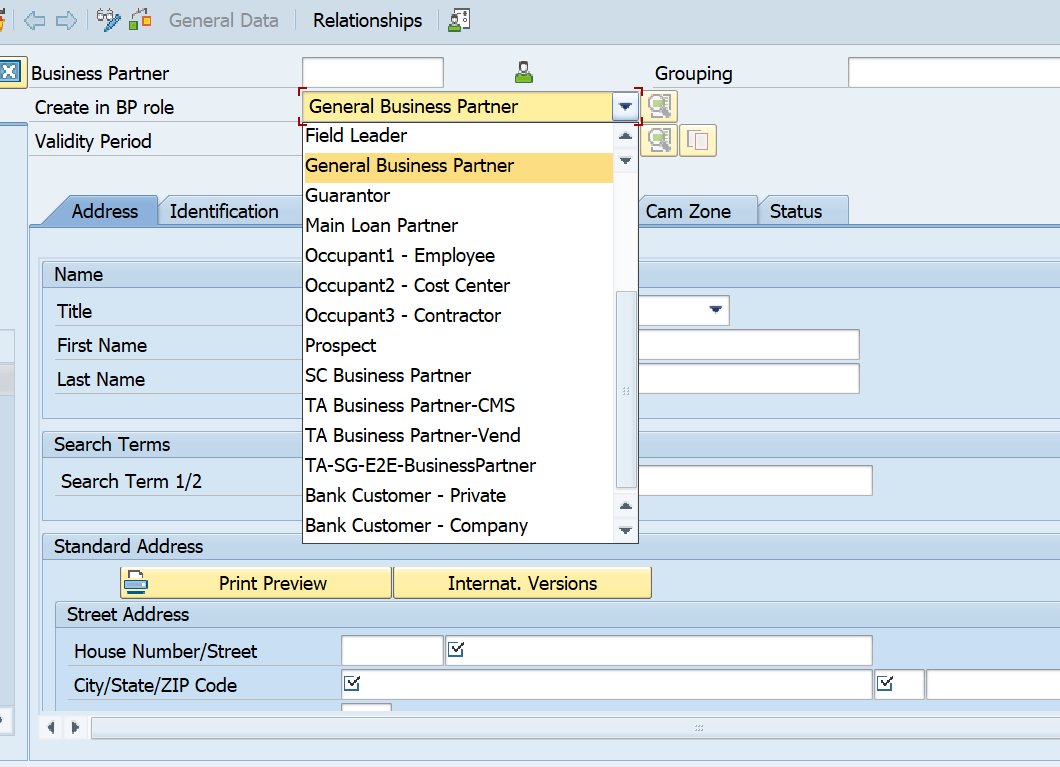 General Data Relationships
Business Partner Grouping
Create in BP role General Business Partner
Validity Period
Field Leader
General Business Partner
Guarantor
Main Loan Partner
Occupant1 - Employee
Occupant2 - Cost Center
Occupant3 - Contractor
Prospect
SC Business Partner
TA Business Partner-CMS
TA Business Partner-Vend
TA-SG-E2E-BusinessPartner
Bank Customer - Private
Bank Customer - Company
Address Identification Cam Zone Status
Name
Title
First Name
Last Name
Search Terms
Search Term 1/2
Standard Address
Print Preview Internat. Versions
Street Address
House Number/Street
City/State/ZIP Code